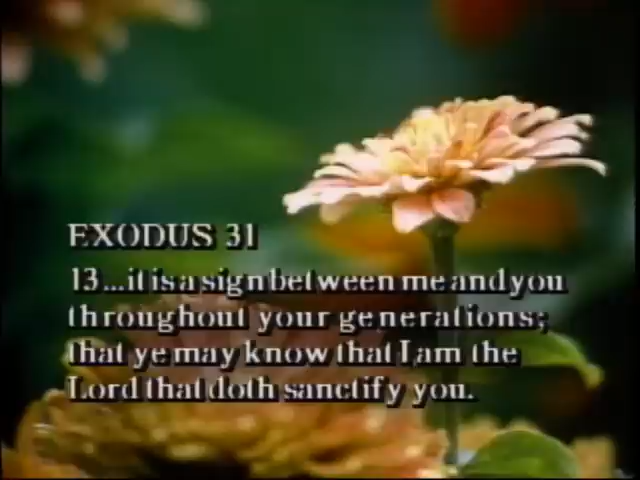 EXODUS 31
13...it is a sign between me and you
throughout your generations;
that ye may know that I am the
Lord that doth sanctify you.